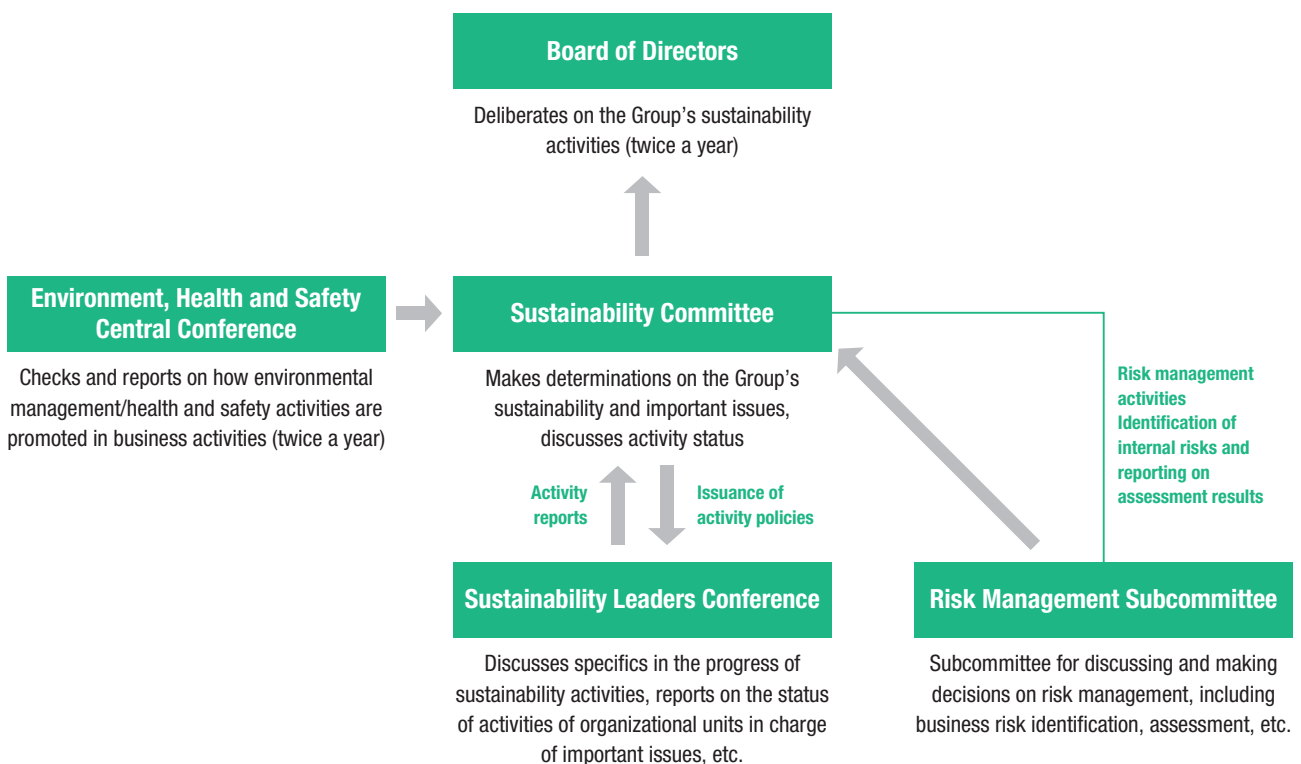 Board of Directors
Deliberates on the Group’s sustainability
activities (twice a year)
Environment, Health and Safety
Central Conference
Checks and reports on how environmental
management/health and safety activities are
promoted in business activities (twice a year)
Sustainability Committee
Makes determinations on the Group’s
sustainability and important issues,
discusses activity status
Risk management
activities
Identification of
internal risks and
reporting on
assessment results
Activity
reports
Issuance of
activity policies
Sustainability Leaders Conference
Discusses specifics in the progress of
sustainability activities, reports on the status
of activities of organizational units in charge
of important issues, etc.
Risk Management Subcommittee
Subcommittee for discussing and making
decisions on risk management, including
business risk identification, assessment, etc.